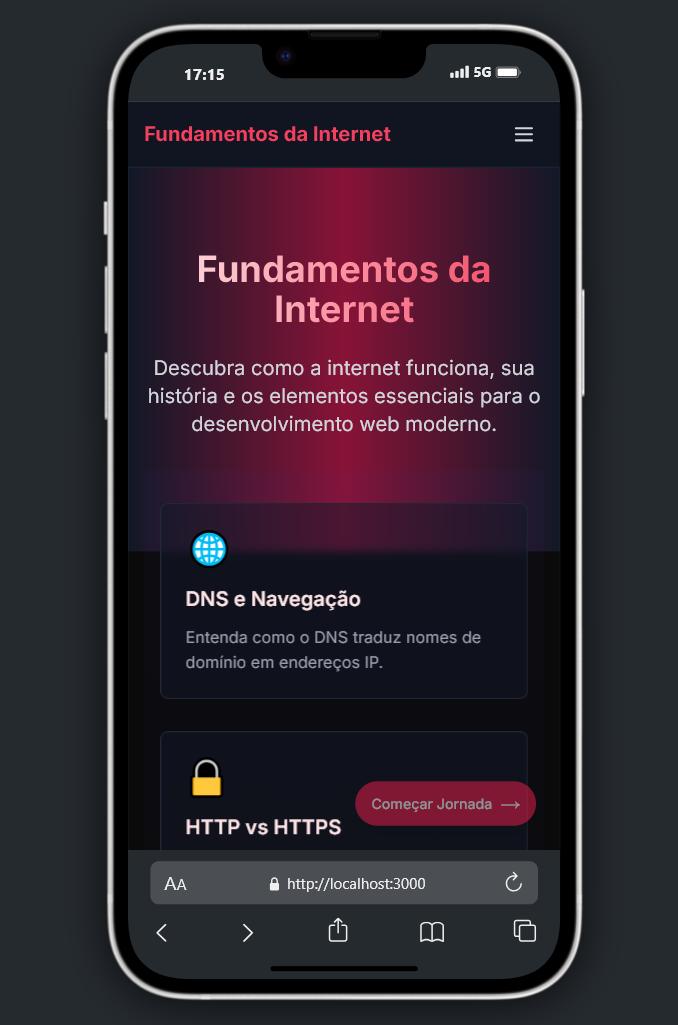 17:15
5G
Fundamentos da Internet
Fundamentos da
Internet
Descubra como a internet funciona, sua
história e os elementos essenciais para o
desenvolvimento web moderno.
DNS e Navegação
Entenda como o DNS traduz nomes de
domínio em endereços IP.
Começar Jornada →
HTTP vs HTTPS
AA
http://localhost:3000